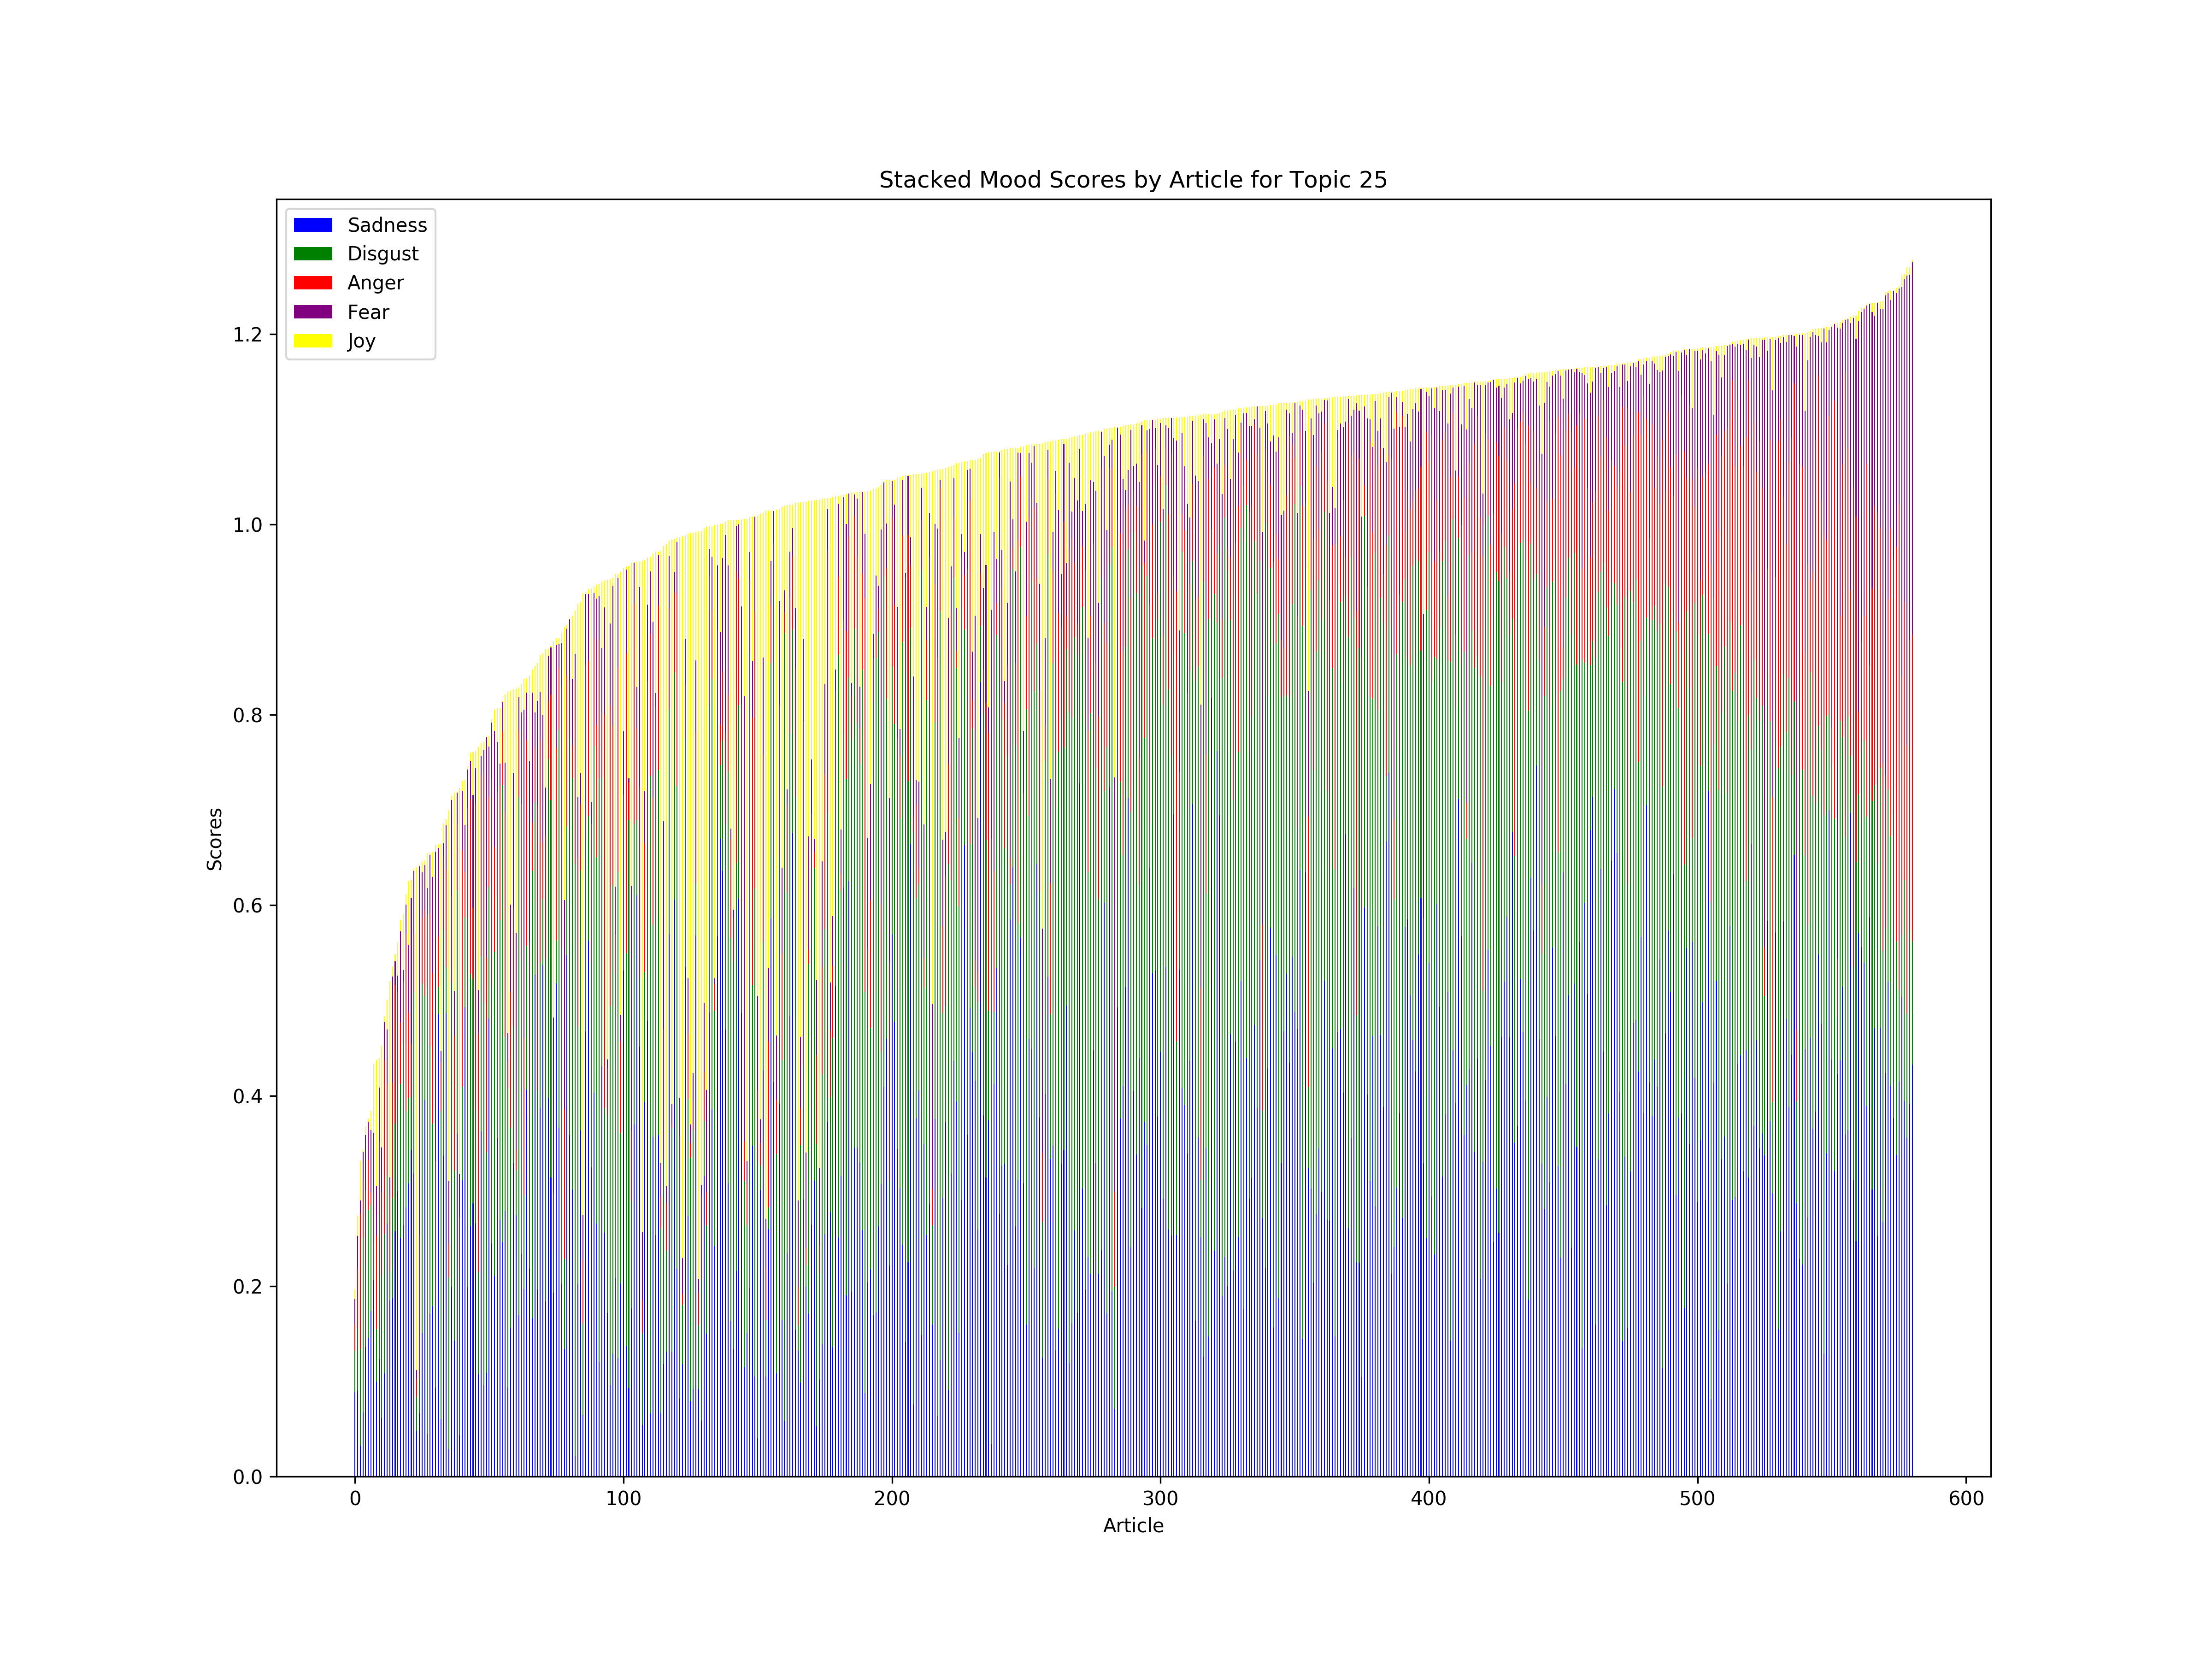 Stacked Mood Scores by Article for Topic 25
Sadness
Disgust
Anger
Fear
Joy
Scores
1.2
1.0
0.8
0.6
0.4
0.2
0.0
0 100 200 300 400 500 600
Article